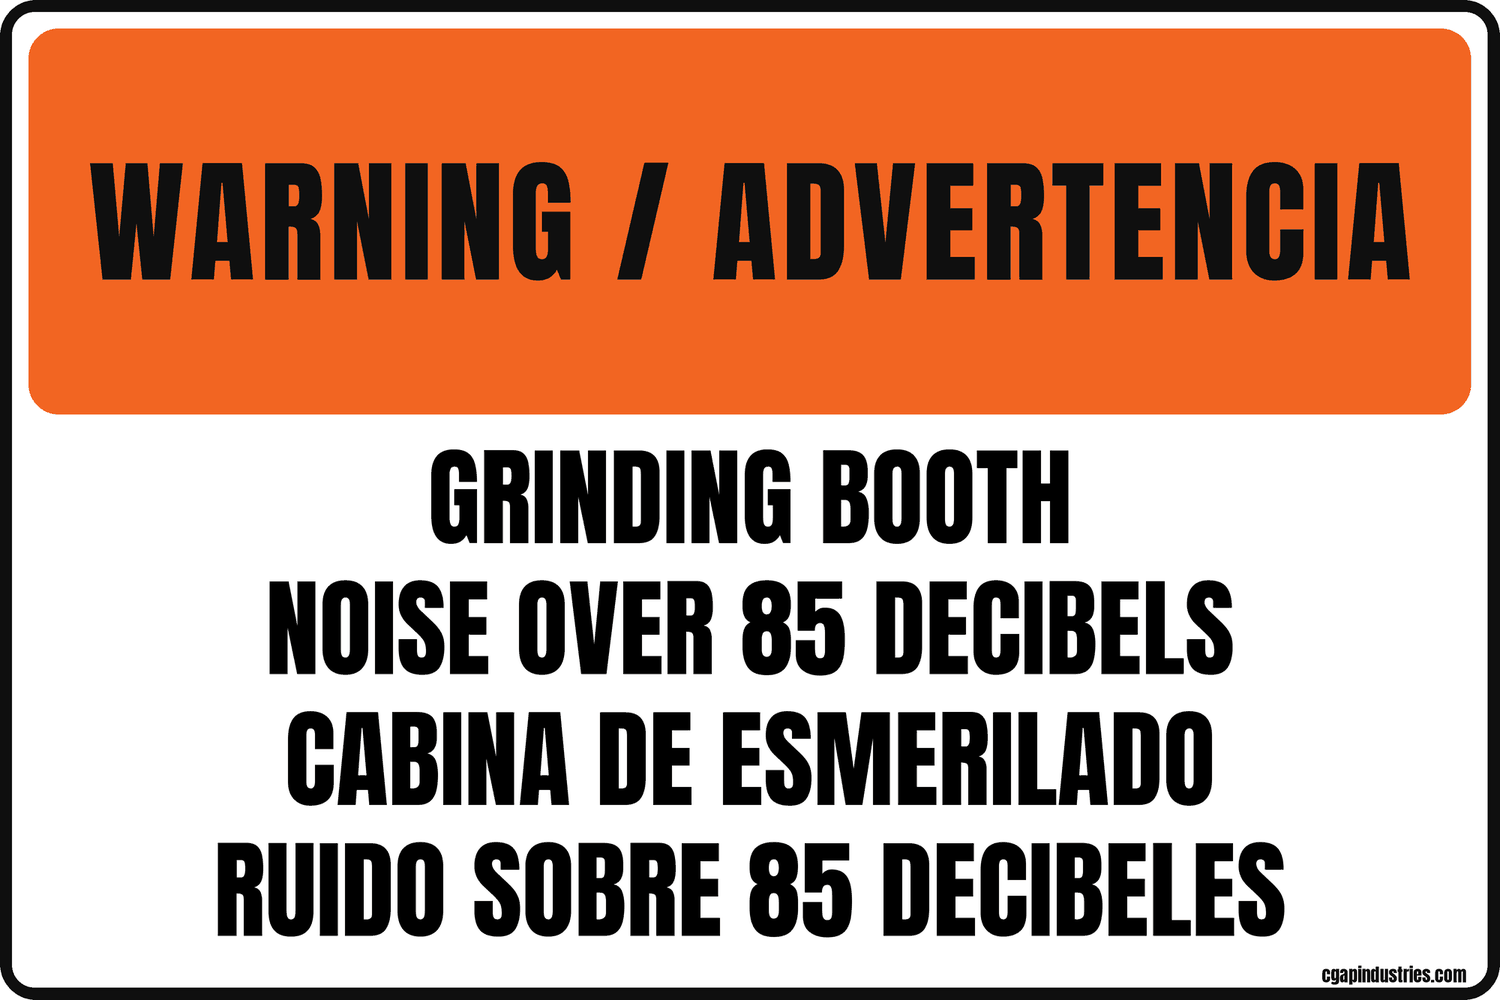 WARNING / ADVERTENCIA
GRINDING BOOTH
NOISE OVER 85 DECIBELS
CABINA DE ESMERILADO
RUIDO SOBRE 85 DECIBELES
cgapindustries.com